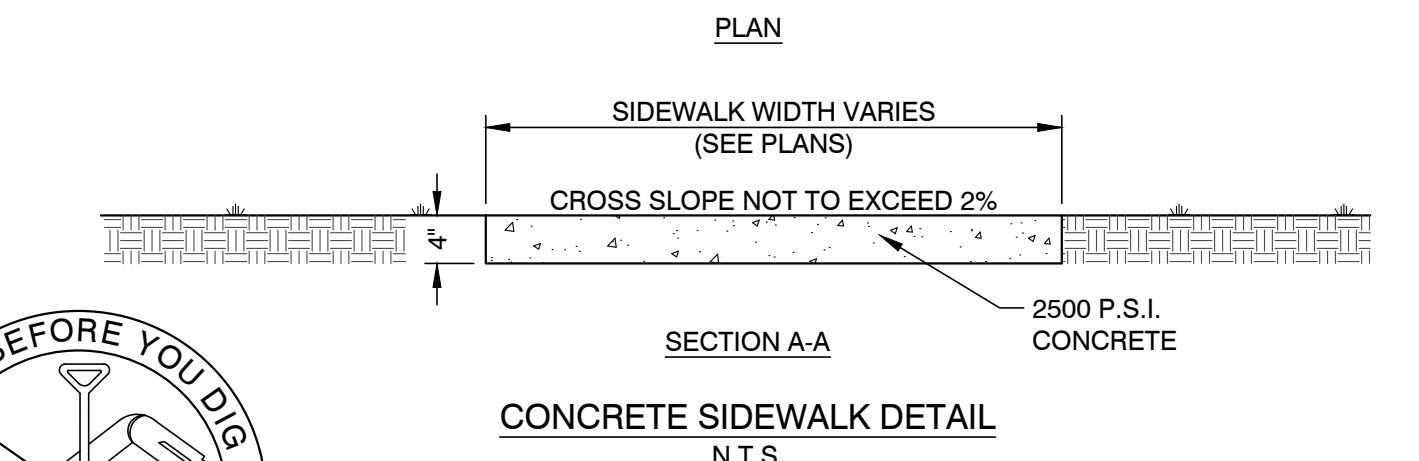 PLAN
SIDEWALK WIDTH VARIES
(SEE PLANS)
CROSS SLOPE NOT TO EXCEED 2%
4"
2500 P.S.I.
CONCRETE
SECTION A-A
BEFORE YOU DIG
CONCRETE SIDEWALK DETAIL
N.T.S.